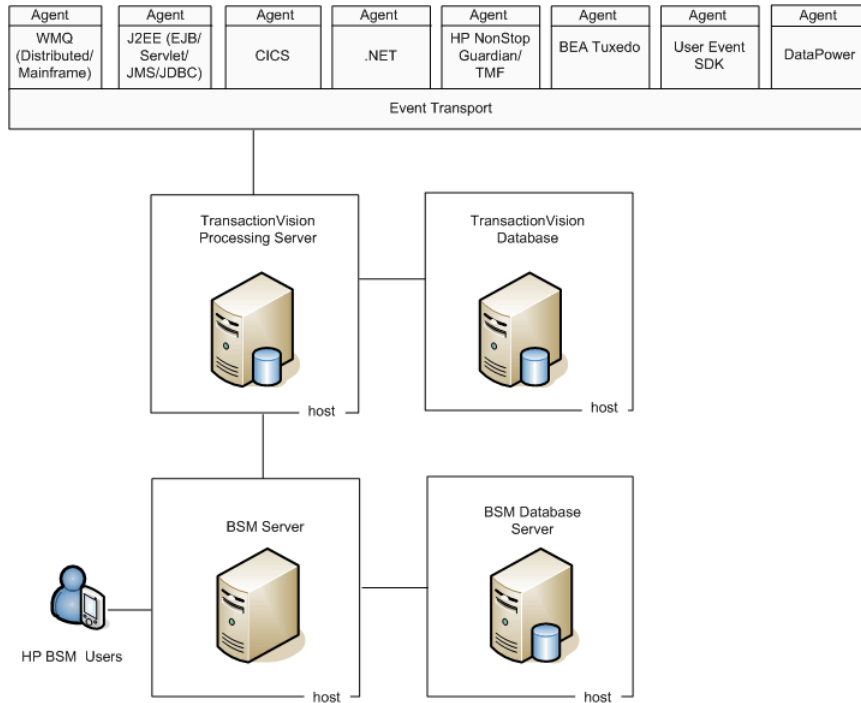 Agent
WMQ
(Distributed/
Mainframe)
Agent
J2EE (EJB/
Servlet/
JMS/JDBC)
Agent
CICS
Agent
.NET
Agent
HP NonStop
Guardian/
TMF
Agent
BEA Tuxedo
Agent
User Event
SDK
Agent
DataPower
Event Transport
TransactionVision
Processing Server
host
TransactionVision
Database
host
BSM Server
host
BSM Database
Server
host
HP BSM Users